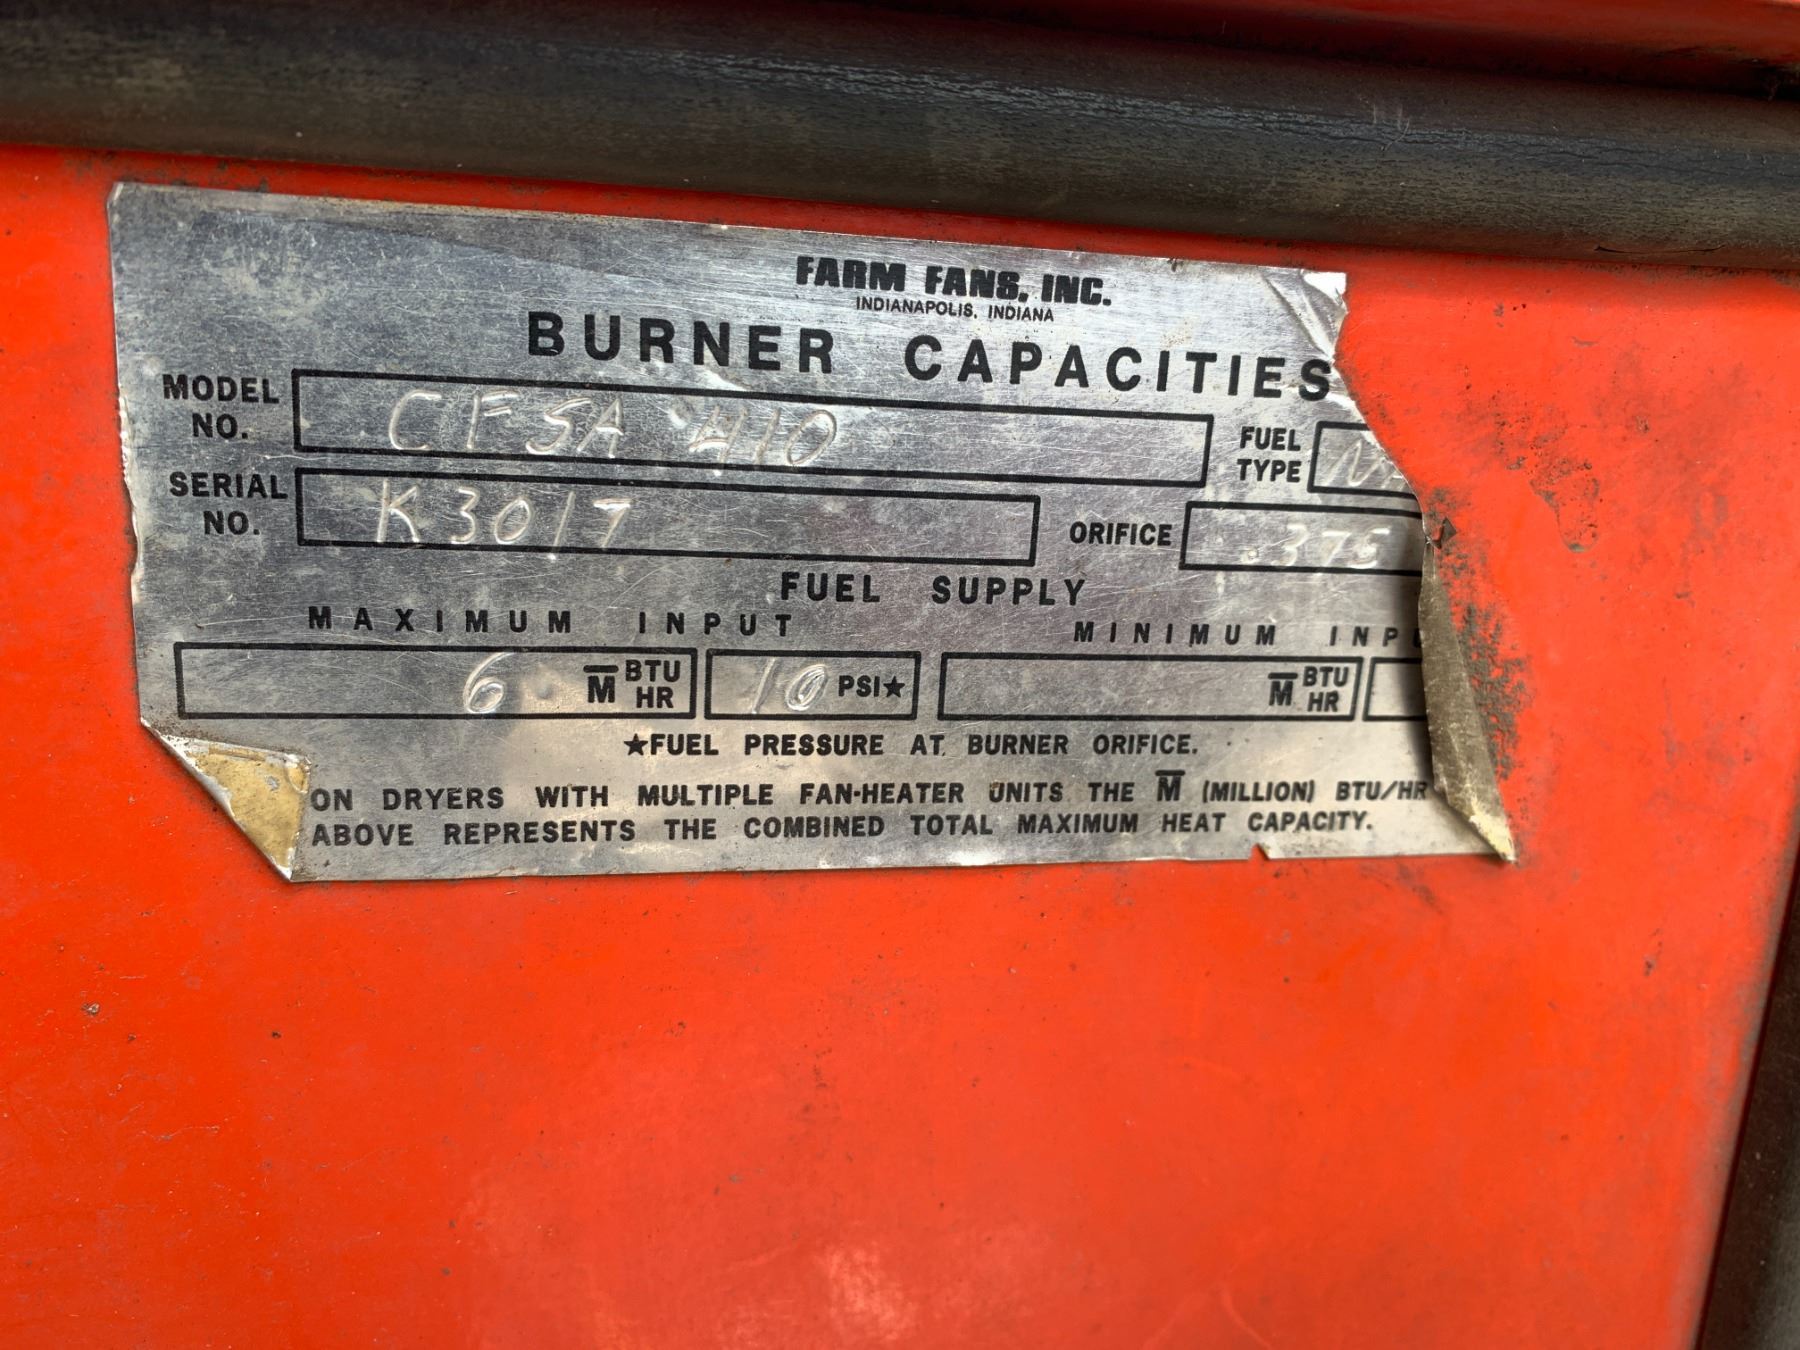 FARM FANS, INC.
INDIANAPOLIS, INDIANA
BURNER CAPACITIES
MODEL NO. CFSA 410 FUEL TYPE
SERIAL NO. K3017 ORIFICE .375
FUEL SUPPLY
MAXIMUM INPUT MINIMUM
6 M̅ BTU HR 10 PSI★ M̅ BTU HR
★FUEL PRESSURE AT BURNER ORIFICE.
ON DRYERS WITH MULTIPLE FAN-HEATER UNITS THE M̅ (MILLION) BTU/HR
ABOVE REPRESENTS THE COMBINED TOTAL MAXIMUM HEAT CAPACITY.